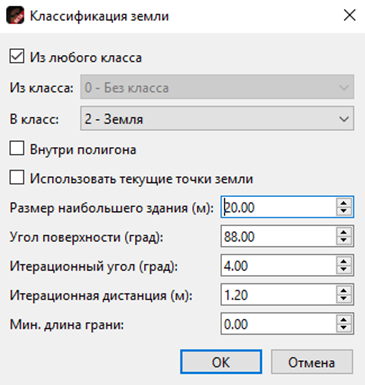 Классификация земли
Из любого класса
Из класса: 0 - Без класса
В класс: 2 - Земля
Внутри полигона
Использовать текущие точки земли
Размер наибольшего здания (м): 20.00
Угол поверхности (град): 88.00
Итерационный угол (град): 4.00
Итерационная дистанция (м): 1.20
Мин. длина грани: 0.00
OK Отмена